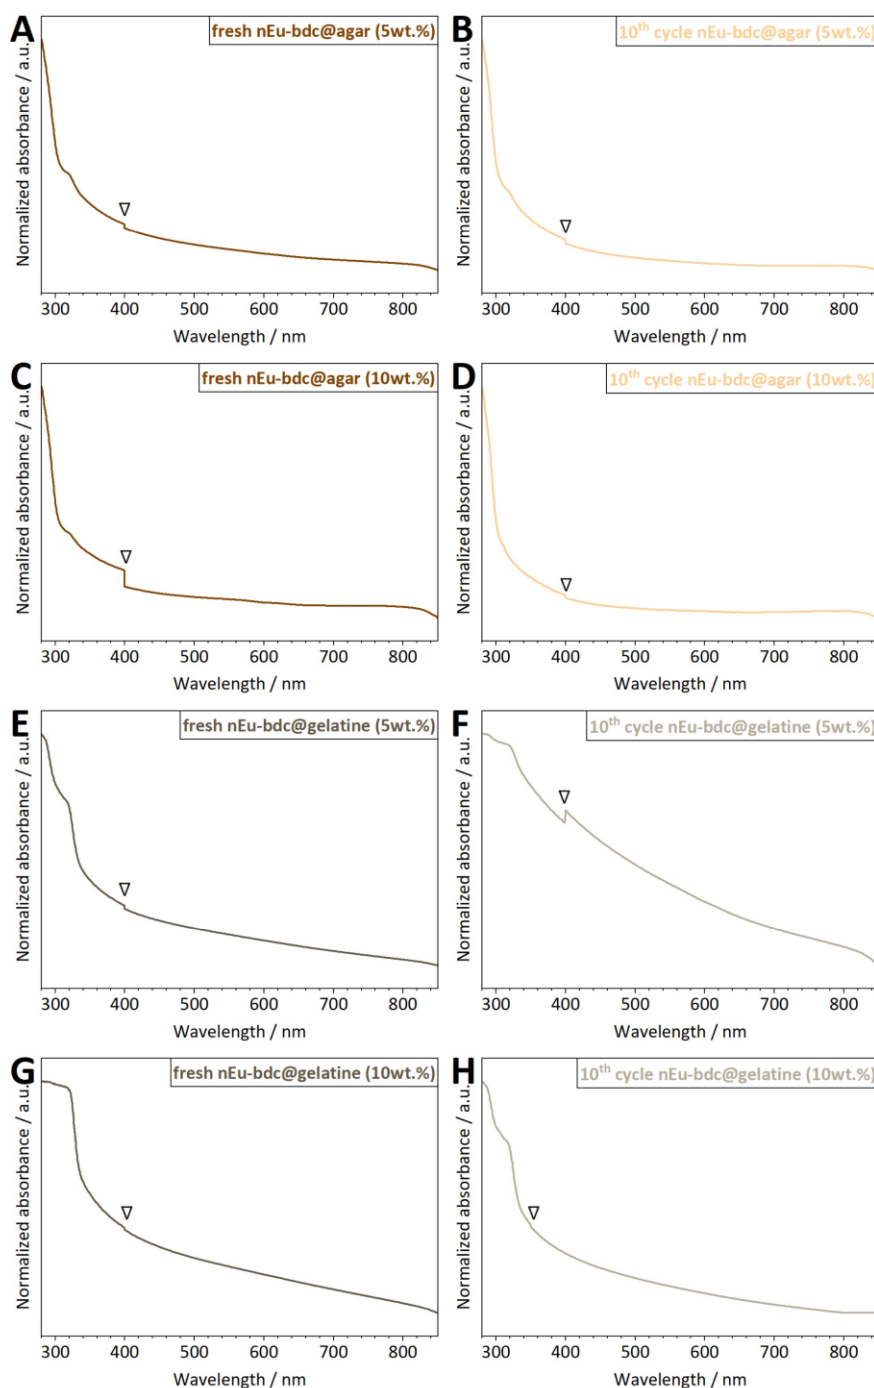 A
fresh nEu-bdc@agar (5wt.%)
Normalized absorbance / a.u.
300 400 500 600 700 800
Wavelength / nm
B
10th cycle nEu-bdc@agar (5wt.%)
Normalized absorbance / a.u.
300 400 500 600 700 800
Wavelength / nm
C
fresh nEu-bdc@agar (10wt.%)
Normalized absorbance / a.u.
300 400 500 600 700 800
Wavelength / nm
D
10th cycle nEu-bdc@agar (10wt.%)
Normalized absorbance / a.u.
300 400 500 600 700 800
Wavelength / nm
E
fresh nEu-bdc@gelatine (5wt.%)
Normalized absorbance / a.u.
300 400 500 600 700 800
Wavelength / nm
F
10th cycle nEu-bdc@gelatine (5wt.%)
Normalized absorbance / a.u.
300 400 500 600 700 800
Wavelength / nm
G
fresh nEu-bdc@gelatine (10wt.%)
Normalized absorbance / a.u.
300 400 500 600 700 800
Wavelength / nm
H
10th cycle nEu-bdc@gelatine (10wt.%)
Normalized absorbance / a.u.
300 400 500 600 700 800
Wavelength / nm